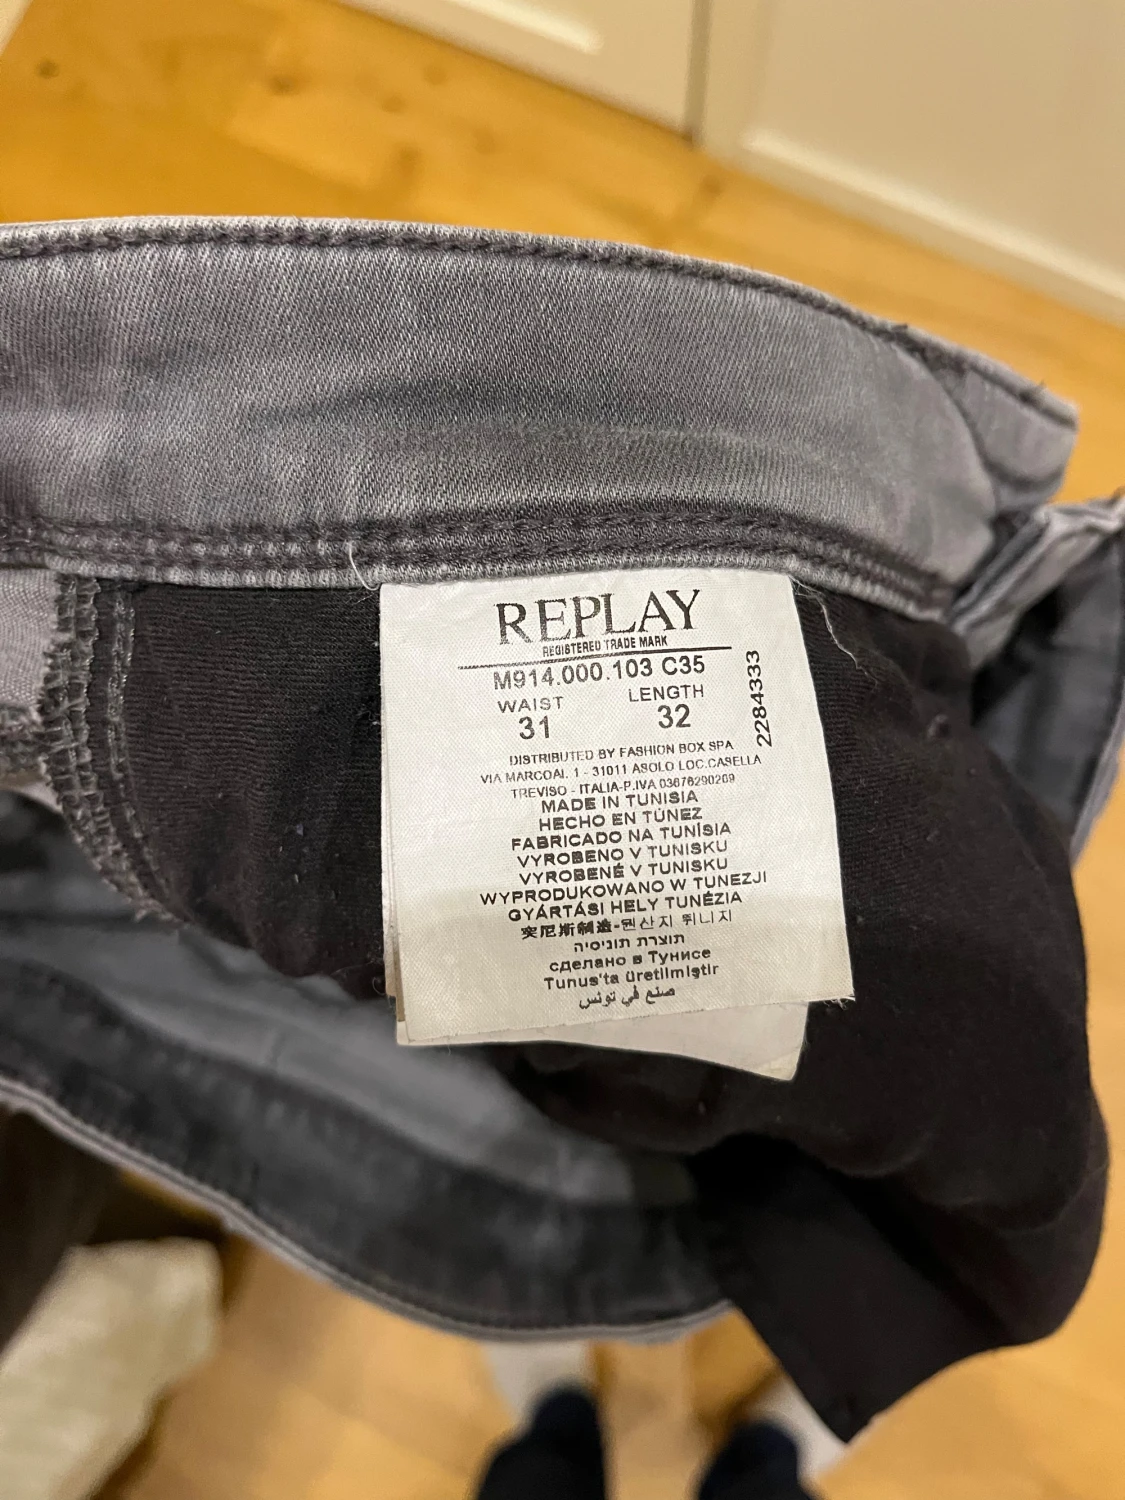 REPLAY
REGISTERED TRADE MARK
M914.000.103 C35
WAIST LENGTH
31 32
2284333
DISTRIBUTED BY FASHION BOX SPA
VIA MARCOAI. 1 - 31011 ASOLO LOC.CASELLA
TREVISO - ITALIA-P.IVA 03676290269
MADE IN TUNISIA
HECHO EN TÚNEZ
FABRICADO NA TUNÍSIA
VYROBENO V TUNISKU
VYROBENÉ V TUNISKU
WYPRODUKOWANO W TUNEZJI
GYÁRTÁSI HELY TUNÉZIA
突尼斯制造-원산지 튀니지
תוצרת תוניסיה
сделано в Тунисе
Tunus'ta üretilmiştir
صنع في تونس